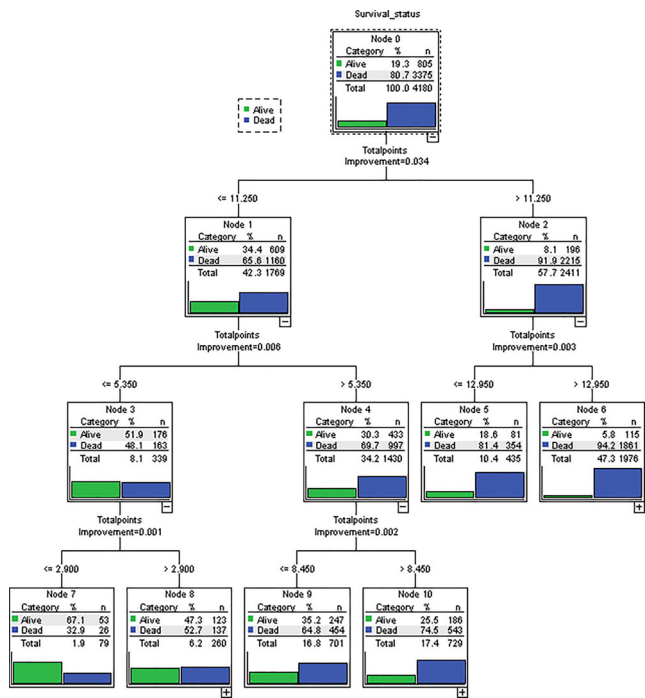 Survival_status
Node 0
Category % n
Alive 19.3 805
Dead 80.7 3375
Total 100.0 4180
Alive
Dead
Totalpoints
Improvement=0.034
<= 11.250
> 11.250
Node 1
Category % n
Alive 34.4 609
Dead 65.6 1160
Total 42.3 1769
Node 2
Category % n
Alive 8.1 196
Dead 91.9 2215
Total 57.7 2411
Totalpoints
Improvement=0.006
Totalpoints
Improvement=0.003
<= 5.350
> 5.350
<= 12.950
> 12.950
Node 3
Category % n
Alive 51.9 176
Dead 48.1 163
Total 8.1 339
Node 4
Category % n
Alive 30.3 433
Dead 69.7 997
Total 34.2 1430
Node 5
Category % n
Alive 18.6 81
Dead 81.4 354
Total 10.4 435
Node 6
Category % n
Alive 5.8 115
Dead 94.2 1861
Total 47.3 1976
Totalpoints
Improvement=0.001
Totalpoints
Improvement=0.002
<= 2.900
> 2.900
<= 8.450
> 8.450
Node 7
Category % n
Alive 67.1 53
Dead 32.9 26
Total 1.9 79
Node 8
Category % n
Alive 47.3 123
Dead 52.7 137
Total 6.2 260
Node 9
Category % n
Alive 35.2 247
Dead 64.8 454
Total 16.8 701
Node 10
Category % n
Alive 25.5 186
Dead 74.5 543
Total 17.4 729